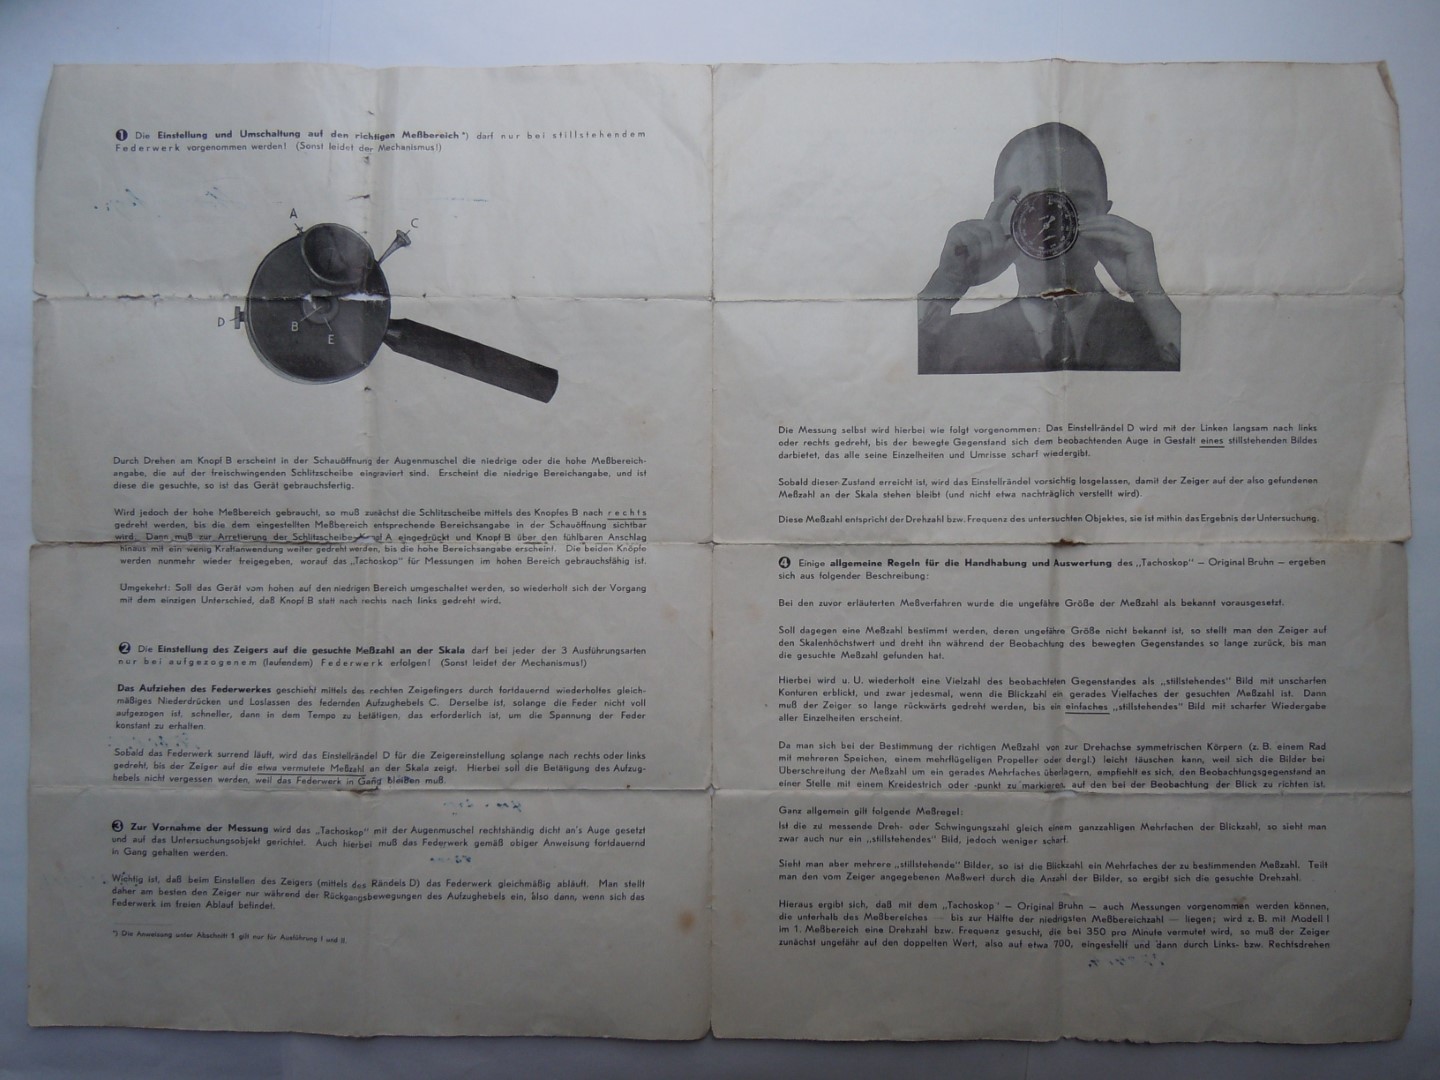 1 Die Einstellung und Umschaltung auf den richtigen Meßbereich*) darf nur bei stillstehendem
Federwerk vorgenommen werden! (Sonst leidet der Mechanismus!)
A
C
D
B
E
Durch Drehen am Knopf B erscheint in der Schauöffnung der Augenmuschel die niedrige oder die hohe Meßbereich-
angabe, die auf der freischwingenden Schlitzscheibe eingraviert sind. Erscheint die niedrige Bereichangabe, und ist
diese die gesuchte, so ist das Gerät gebrauchsfertig.
Wird jedoch der hohe Meßbereich gebraucht, so muß zunächst die Schlitzscheibe mittels des Knopfes B nach rechts
gedreht werden, bis die dem eingestellten Meßbereich entsprechende Bereichsangabe in der Schauöffnung sichtbar
wird. Dann muß zur Arretierung der Schlitzscheibe A eingedrückt und Knopf B über den fühlbaren Anschlag
hinaus mit ein wenig Kraftanwendung weiter gedreht werden, bis die hohe Bereichsangabe erscheint. Die beiden Knöpfe
werden nunmehr wieder freigegeben, worauf das „Tachoskop" für Messungen im hohen Bereich gebrauchsfähig ist.
Umgekehrt: Soll das Gerät vom hohen auf den niedrigen Bereich umgeschaltet werden, so wiederholt sich der Vorgang
mit dem einzigen Unterschied, daß Knopf B statt nach rechts nach links gedreht wird.
2 Die Einstellung des Zeigers auf die gesuchte Meßzahl an der Skala darf bei jeder der 3 Ausführungsarten
nur bei aufgezogenem (laufendem) Federwerk erfolgen! (Sonst leidet der Mechanismus!)
Das Aufziehen des Federwerkes geschieht mittels des rechten Zeigefingers durch fortdauernd wiederholtes gleich-
mäßiges Niederdrücken und Loslassen des federnden Aufzughebels C. Derselbe ist, solange die Feder nicht voll
aufgezogen ist, schneller, dann in dem Tempo zu betätigen, das erforderlich ist, um die Spannung der Feder
konstant zu erhalten.
Sobald das Federwerk surrend läuft, wird das Einstellrändel D für die Zeigereinstellung solange nach rechts oder links
gedreht, bis der Zeiger auf die etwa vermutete Meßzahl an der Skala zeigt. Hierbei soll die Betätigung des Aufzug-
hebels nicht vergessen werden, weil das Federwerk in Gang bleiben muß.
3 Zur Vornahme der Messung wird das „Tachoskop" mit der Augenmuschel rechtshändig dicht an's Auge gesetzt
und auf das Untersuchungsobjekt gerichtet. Auch hierbei muß das Federwerk gemäß obiger Anweisung fortdauernd
in Gang gehalten werden.
Wichtig ist, daß beim Einstellen des Zeigers (mittels des Rändels D) das Federwerk gleichmäßig abläuft. Man stellt
daher am besten den Zeiger nur während der Rückgangsbewegungen des Aufzughebels ein, also dann, wenn sich das
Federwerk im freien Ablauf befindet.
*) Die Anweisung unter Abschnitt 1 gilt nur für Ausführung I und II.
Die Messung selbst wird hierbei wie folgt vorgenommen: Das Einstellrändel D wird mit der Linken langsam nach links
oder rechts gedreht, bis der bewegte Gegenstand sich dem beobachtenden Auge in Gestalt eines stillstehenden Bildes
darbietet, das alle seine Einzelheiten und Umrisse scharf wiedergibt.
Sobald dieser Zustand erreicht ist, wird das Einstellrändel vorsichtig losgelassen, damit der Zeiger auf der also gefundenen
Meßzahl an der Skala stehen bleibt (und nicht etwa nachträglich verstellt wird).
Diese Meßzahl entspricht der Drehzahl bzw. Frequenz des untersuchten Objektes, sie ist mithin das Ergebnis der Untersuchung.
4 Einige allgemeine Regeln für die Handhabung und Auswertung des „Tachoskop" – Original Bruhn – ergeben
sich aus folgender Beschreibung:
Bei den zuvor erläuterten Meßverfahren wurde die ungefähre Größe der Meßzahl als bekannt vorausgesetzt.
Soll dagegen eine Meßzahl bestimmt werden, deren ungefähre Größe nicht bekannt ist, so stellt man den Zeiger auf
den Skalenhöchstwert und dreht ihn während der Beobachtung des bewegten Gegenstandes so lange zurück, bis man
die gesuchte Meßzahl gefunden hat.
Hierbei wird u. U. wiederholt eine Vielzahl des beobachteten Gegenstandes als „stillstehendes" Bild mit unscharfen
Konturen erblickt, und zwar jedesmal, wenn die Blickzahl ein gerades Vielfaches der gesuchten Meßzahl ist. Dann
muß der Zeiger so lange rückwärts gedreht werden, bis ein einfaches „stillstehendes" Bild mit scharfer Wiedergabe
aller Einzelheiten erscheint.
Da man sich bei der Bestimmung der richtigen Meßzahl von zur Drehachse symmetrischen Körpern (z. B. einem Rad
mit mehreren Speichen, einem mehrflügeligen Propeller oder dergl.) leicht täuschen kann, weil sich die Bilder bei
Überschreitung der Meßzahl um ein gerades Mehrfaches überlagern, empfiehlt es sich, den Beobachtungsgegenstand an
einer Stelle mit einem Kreidestrich oder -punkt zu markieren, auf den bei der Beobachtung der Blick zu richten ist.
Ganz allgemein gilt folgende Meßregel:
Ist die zu messende Dreh- oder Schwingungszahl gleich einem ganzzahligen Mehrfachen der Blickzahl, so sieht man
zwar auch nur ein „stillstehendes" Bild, jedoch weniger scharf.
Sieht man aber mehrere „stillstehende" Bilder, so ist die Blickzahl ein Mehrfaches der zu bestimmenden Meßzahl. Teilt
man den vom Zeiger angegebenen Meßwert durch die Anzahl der Bilder, so ergibt sich die gesuchte Drehzahl.
Hieraus ergibt sich, daß mit dem „Tachoskop" – Original Bruhn – auch Messungen vorgenommen werden können,
die unterhalb des Meßbereiches – bis zur Hälfte der niedrigsten Meßbereichzahl – liegen; wird z. B. mit Modell I
im 1. Meßbereich eine Drehzahl bzw. Frequenz gesucht, die bei 350 pro Minute vermutet wird, so muß der Zeiger
zunächst ungefähr auf den doppelten Wert, also auf etwa 700, eingestellt und dann durch Links- bzw. Rechtsdrehen